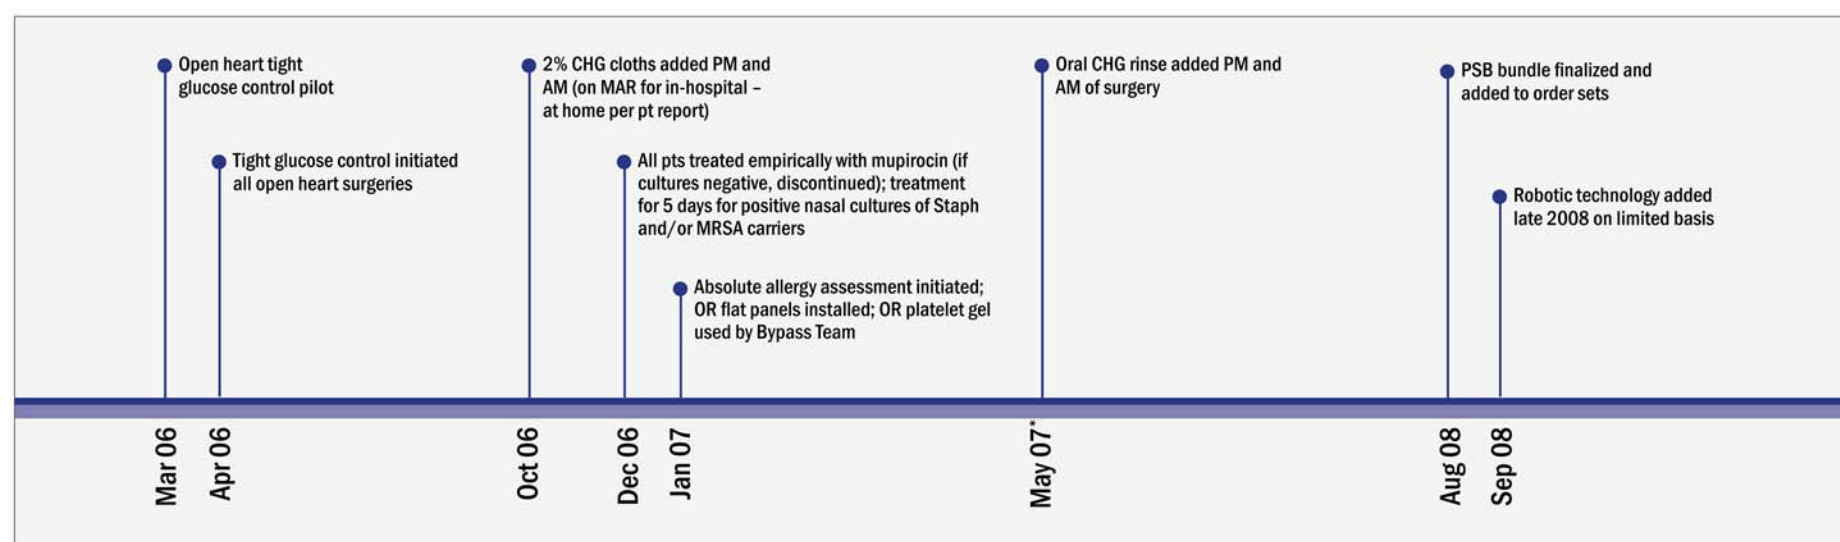 Open heart tight
glucose control pilot
Tight glucose control initiated
all open heart surgeries
2% CHG cloths added PM and
AM (on MAR for in-hospital –
at home per pt report)
All pts treated empirically with mupirocin (if
cultures negative, discontinued); treatment
for 5 days for positive nasal cultures of Staph
and/or MRSA carriers
Absolute allergy assessment initiated;
OR flat panels installed; OR platelet gel
used by Bypass Team
Oral CHG rinse added PM and
AM of surgery
PSB bundle finalized and
added to order sets
Robotic technology added
late 2008 on limited basis
Mar 06
Apr 06
Oct 06
Dec 06
Jan 07
May 07*
Aug 08
Sep 08